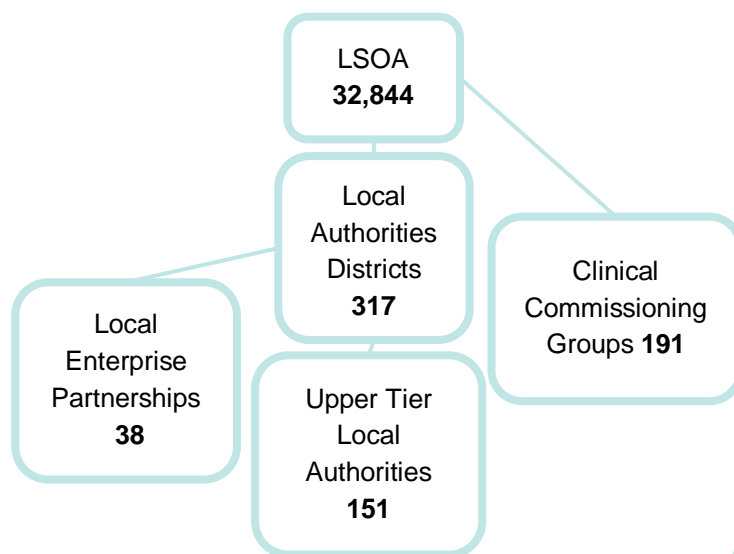 LSOA
32,844
Local
Authorities
Districts
317
Clinical
Commissioning
Groups 191
Local
Enterprise
Partnerships
38
Upper Tier
Local
Authorities
151